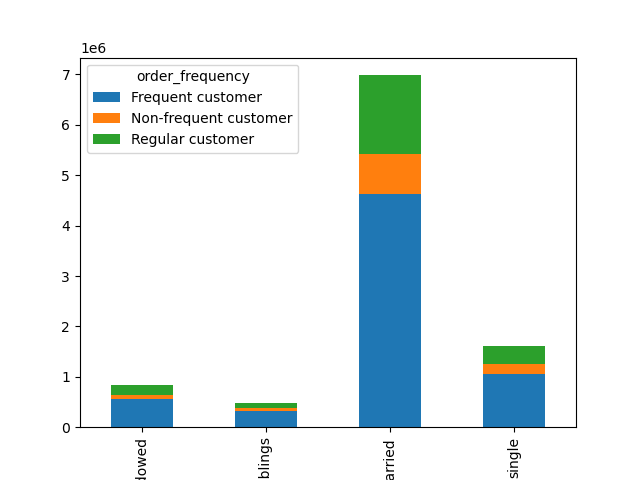 1e6
order_frequency
Frequent customer
Non-frequent customer
Regular customer
7
6
5
4
3
2
1
0
dowed
blings
arried
single